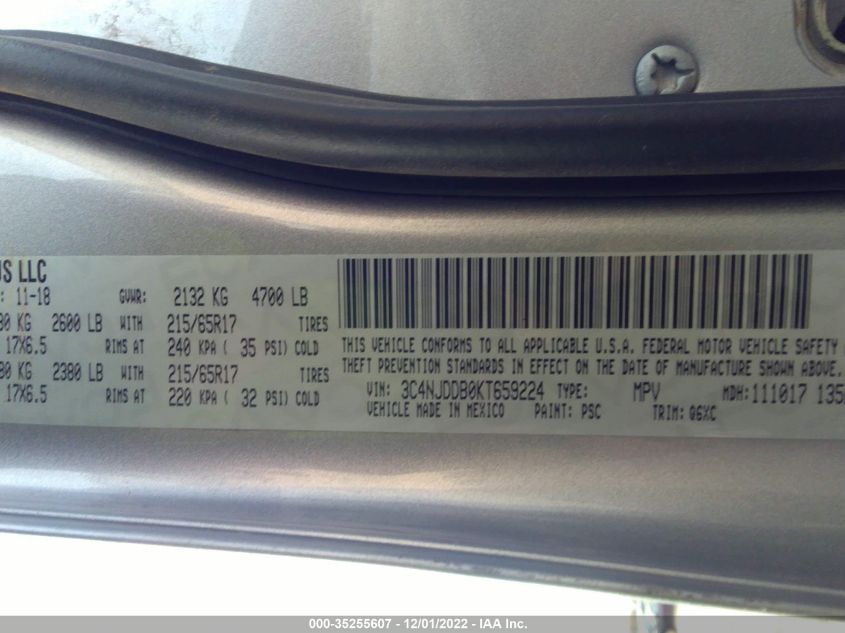 US LLC
11-18 GVWR: 2132 KG 4700 LB
KG 2600 LB WITH 215/65R17 TIRES
17X6.5 RIMS AT 240 KPA ( 35 PSI) COLD
KG 2380 LB WITH 215/65R17 TIRES
17X6.5 RIMS AT 220 KPA ( 32 PSI) COLD
THIS VEHICLE CONFORMS TO ALL APPLICABLE U.S.A. FEDERAL MOTOR VEHICLE SAFETY
THEFT PREVENTION STANDARDS IN EFFECT ON THE DATE OF MANUFACTURE SHOWN ABOVE.
VIN: 3C4NJDDB0KT659224 TYPE: MPV MDH: 111017 135
VEHICLE MADE IN MEXICO PAINT: PSC TRIM: Q6XC
000-35255607 - 12/01/2022 - IAA Inc.